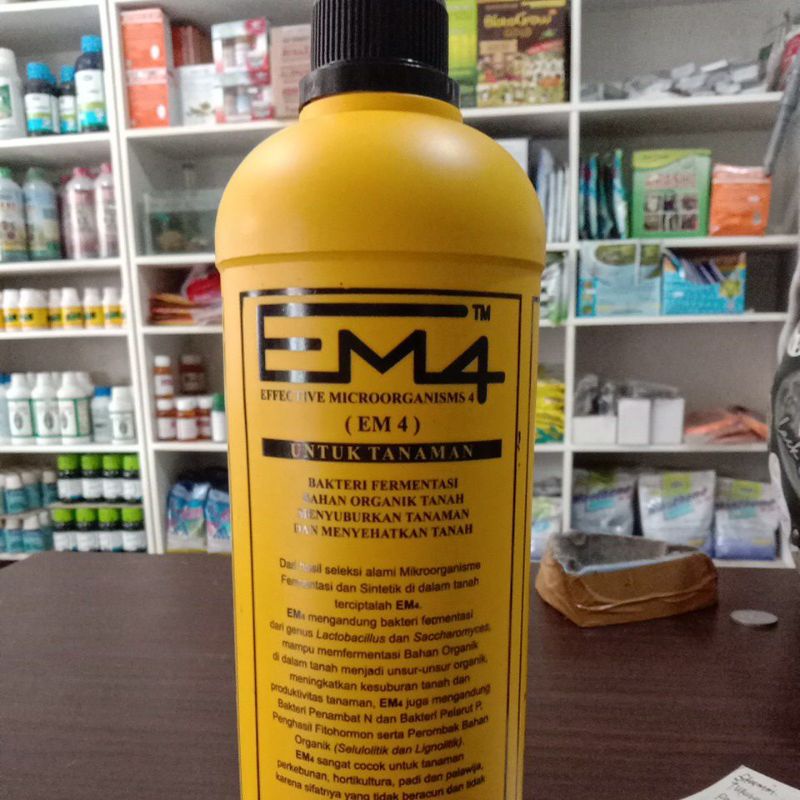 EM4™
EFFECTIVE MICROORGANISMS 4
( EM 4 )
UNTUK TANAMAN
BAKTERI FERMENTASI
BAHAN ORGANIK TANAH
MENYUBURKAN TANAMAN
DAN MENYEHATKAN TANAH
Dari hasil seleksi alami Mikroorganisme
Fermentasi dan Sintetik di dalam tanah
terciptalah EM4.
EM4 mengandung bakteri fermentasi
dari genus Lactobacillus dan Saccharomyces,
mampu memfermentasi Bahan Organik
di dalam tanah menjadi unsur-unsur organik,
meningkatkan kesuburan tanah dan
produktivitas tanaman, EM4 juga mengandung
Bakteri Penambat N dan Bakteri Pelarut P,
Penghasil Fitohormon serta Perombak Bahan
Organik (Selulolitik dan Lignolitik).
EM4 sangat cocok untuk tanaman
perkebunan, hortikultura, padi dan palawija,
karena sifatnya yang tidak beracun dan tidak